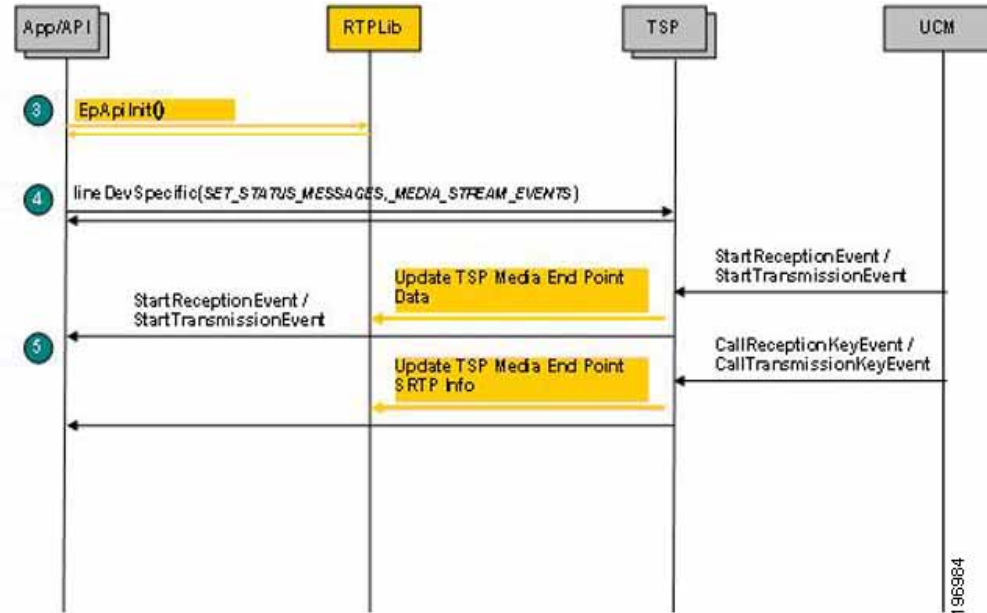 App/API
RTPLib
TSP
UCM
3
EpApiInit()
4
lineDevSpecific(SET_STATUS_MESSAGES,_MEDIA_STREAM_EVENTS)
StartReceptionEvent /
StartTransmissionEvent
Update TSP Media End Point
Data
StartReceptionEvent /
StartTransmissionEvent
5
CallReceptionKeyEvent /
CallTransmissionKeyEvent
Update TSP Media End Point
SRTP Info
196984